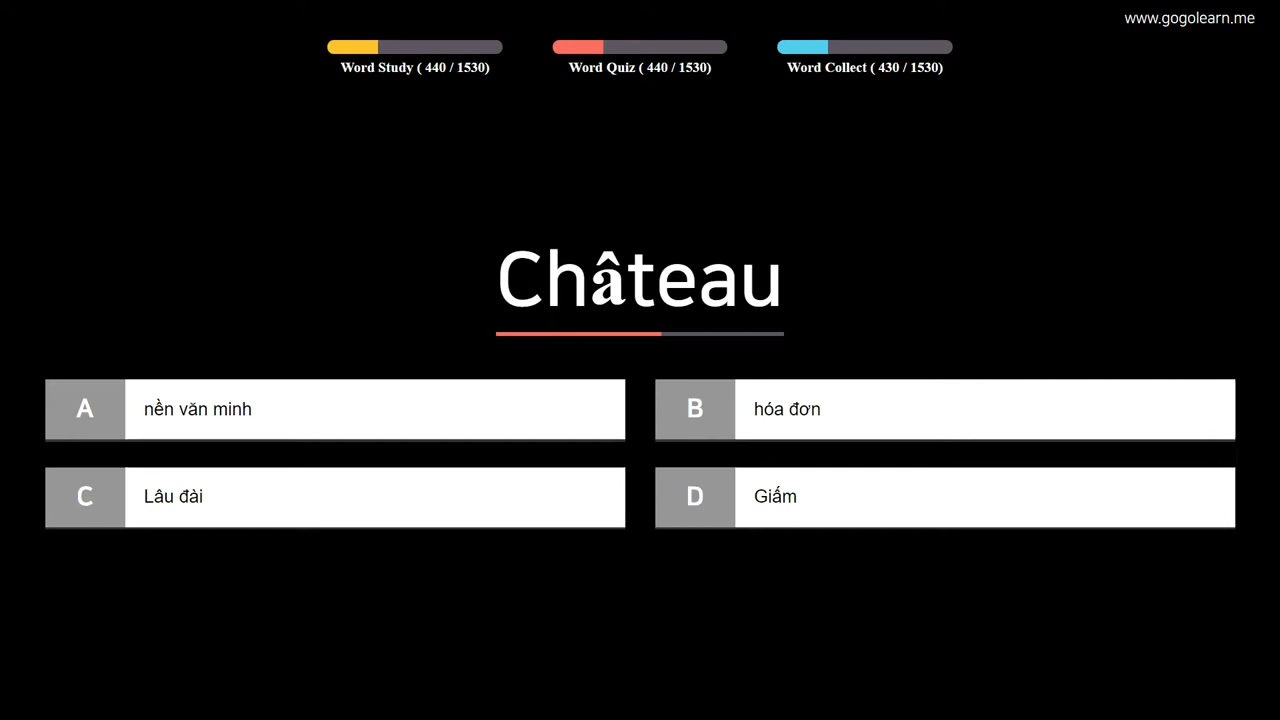 www.gogolearn.me
Word Study ( 440 / 1530)
Word Quiz ( 440 / 1530)
Word Collect ( 430 / 1530)
Château
A nền văn minh
B hóa đơn
C Lâu đài
D Giấm